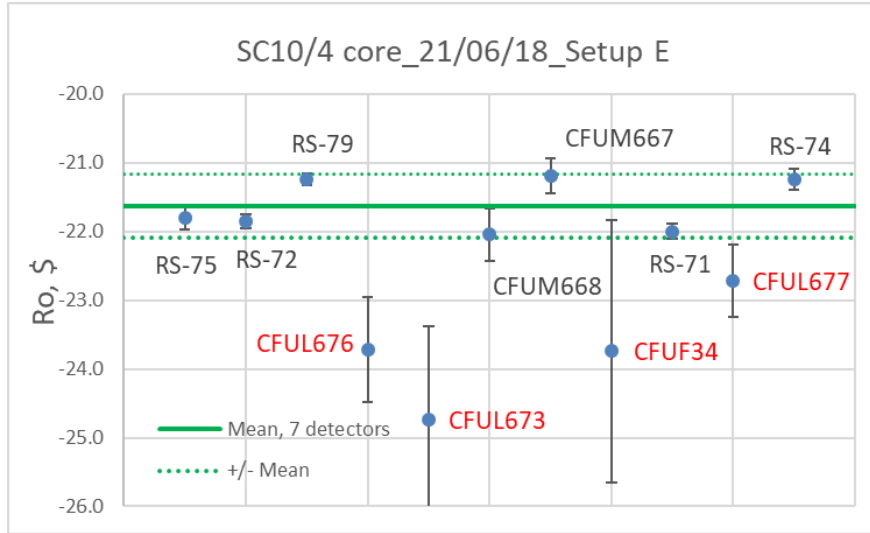 SC10/4 core_21/06/18_Setup E
-20.0
-21.0
-22.0
-23.0
-24.0
-25.0
-26.0
Ro, $
RS-79
CFUM667
RS-74
RS-75
RS-72
RS-71
CFUM668
CFUL677
CFUL676
CFUF34
CFUL673
Mean, 7 detectors
+/- Mean